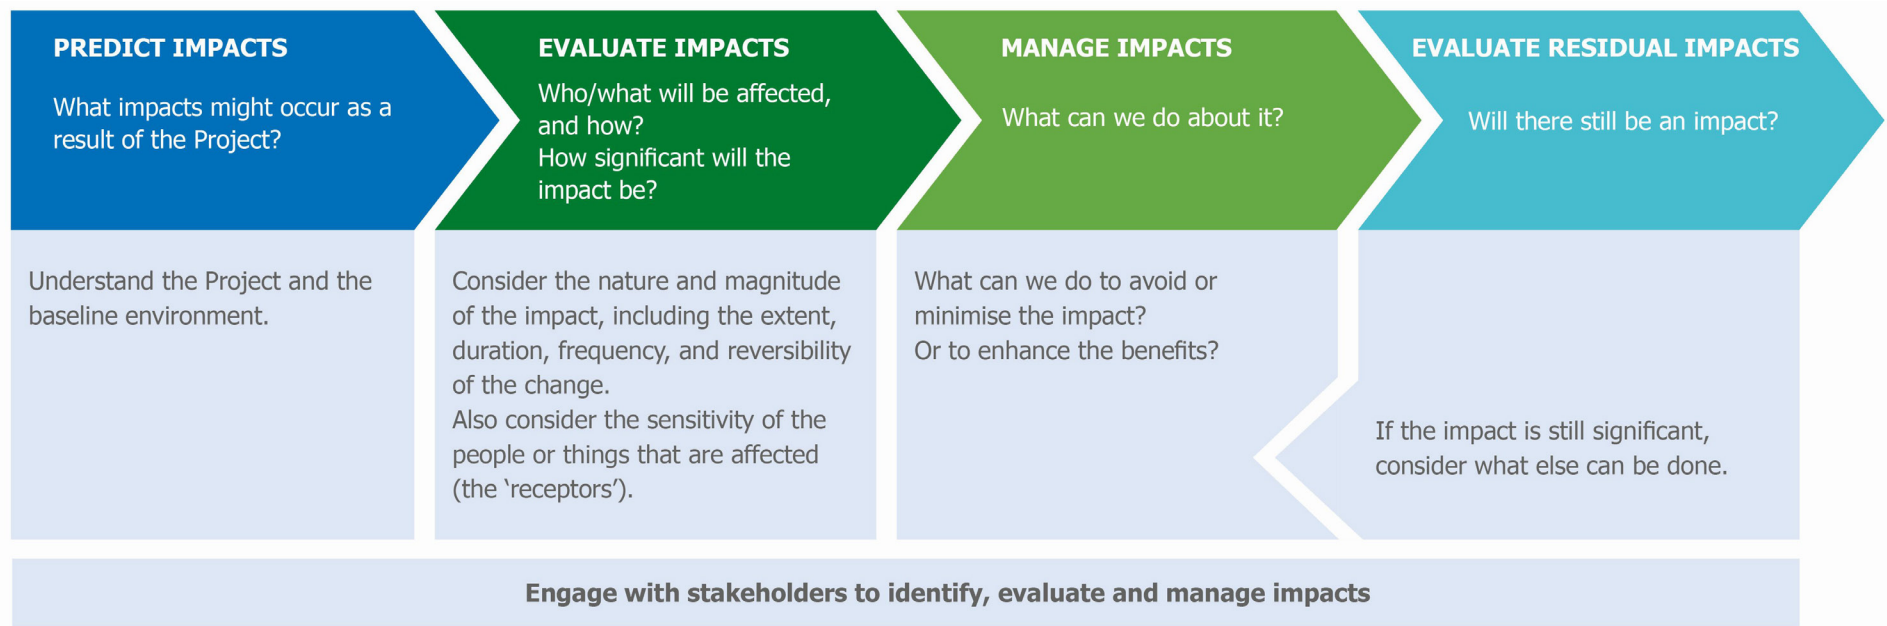 PREDICT IMPACTS
What impacts might occur as a
result of the Project?
EVALUATE IMPACTS
Who/what will be affected,
and how?
How significant will the
impact be?
MANAGE IMPACTS
What can we do about it?
EVALUATE RESIDUAL IMPACTS
Will there still be an impact?
Understand the Project and the
baseline environment.
Consider the nature and magnitude
of the impact, including the extent,
duration, frequency, and reversibility
of the change.
Also consider the sensitivity of the
people or things that are affected
(the ‘receptors’).
What can we do to avoid or
minimise the impact?
Or to enhance the benefits?
If the impact is still significant,
consider what else can be done.
Engage with stakeholders to identify, evaluate and manage impacts